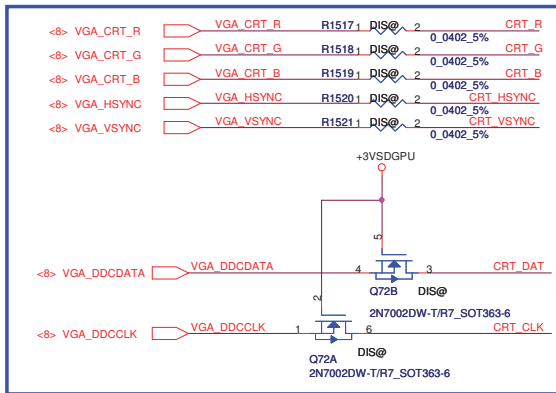 <8> VGA_CRT_R VGA_CRT_R R1517 1 DIS@ 2 CRT_R
0_0402_5%
<8> VGA_CRT_G VGA_CRT_G R1518 1 DIS@ 2 CRT_G
0_0402_5%
<8> VGA_CRT_B VGA_CRT_B R1519 1 DIS@ 2 CRT_B
0_0402_5%
<8> VGA_HSYNC VGA_HSYNC R1520 1 DIS@ 2 CRT_HSYNC
0_0402_5%
<8> VGA_VSYNC VGA_VSYNC R1521 1 DIS@ 2 CRT_VSYNC
0_0402_5%
+3VSDGPU
5
<8> VGA_DDCDATA VGA_DDCDATA 4 3 CRT_DAT
Q72B DIS@
2
2N7002DW-T/R7_SOT363-6
<8> VGA_DDCCLK VGA_DDCCLK 1 6 CRT_CLK
Q72A DIS@
2N7002DW-T/R7_SOT363-6